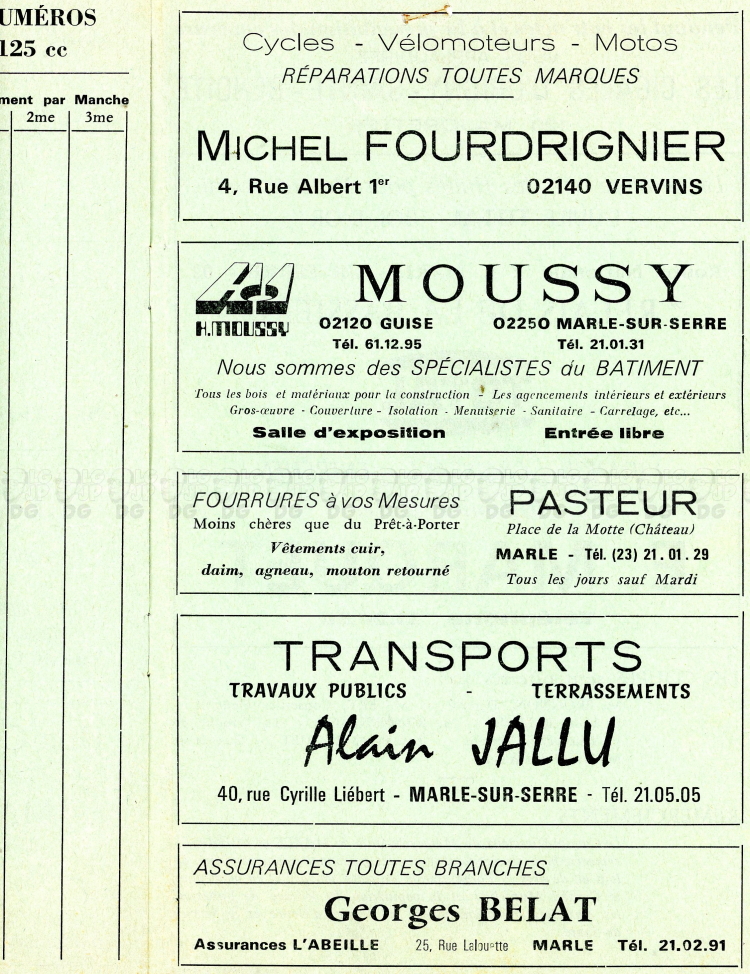 UMÉROS
125 cc
ment par Manche
2me 3me
Cycles - Vélomoteurs - Motos
RÉPARATIONS TOUTES MARQUES
MICHEL FOURDRIGNIER
4, Rue Albert 1er 02140 VERVINS
H.MOUSSY
MOUSSY
02120 GUISE 02250 MARLE-SUR-SERRE
Tél. 61.12.95 Tél. 21.01.31
Nous sommes des SPÉCIALISTES du BATIMENT
Tous les bois et matériaux pour la construction - Les agencements intérieurs et extérieurs
Gros-œuvre - Couverture - Isolation - Menuiserie - Sanitaire - Carrelage, etc...
Salle d'exposition Entrée libre
FOURRURES à vos Mesures
Moins chères que du Prêt-à-Porter
Vêtements cuir,
daim, agneau, mouton retourné
PASTEUR
Place de la Motte (Château)
MARLE - Tél. (23) 21.01.29
Tous les jours sauf Mardi
TRANSPORTS
TRAVAUX PUBLICS - TERRASSEMENTS
Alain JALLU
40, rue Cyrille Liébert - MARLE-SUR-SERRE - Tél. 21.05.05
ASSURANCES TOUTES BRANCHES
Georges BELAT
Assurances L'ABEILLE 25, Rue Lalouette MARLE Tél. 21.02.91